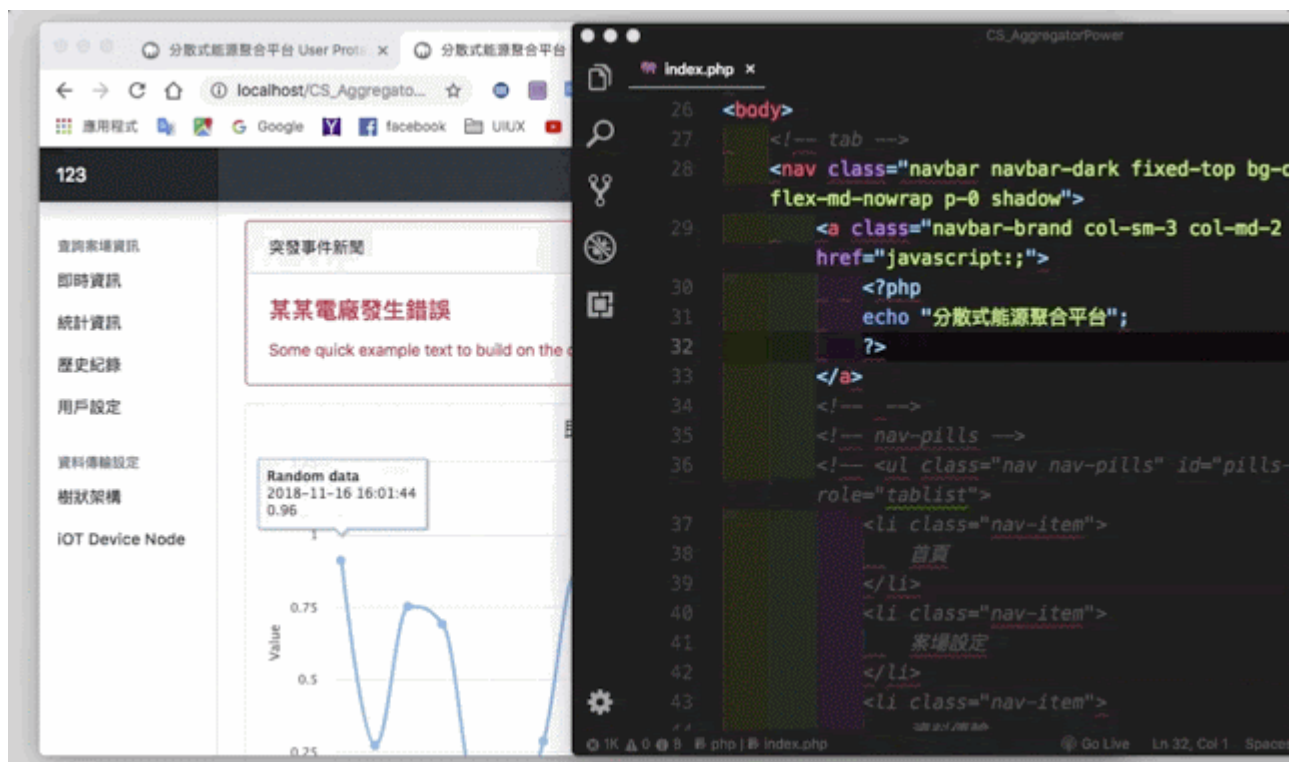 分散式能源聚合平台 User Proto
分散式能源聚合平台
localhost/CS_Aggregato...
應用程式
Google
facebook
UIUX
123
查詢案場資訊
即時資訊
統計資訊
歷史紀錄
用戶設定
資料傳輸設定
樹狀架構
iOT Device Node
突發事件新聞
某某電廠發生錯誤
Some quick example text to build on the
Random data
2018-11-16 16:01:44
0.96
1
0.75
0.5
0.25
Value
CS_AggregatorPower
index.php
26 <body>
27 <!-- tab -->
28 <nav class="navbar navbar-dark fixed-top bg-
flex-md-nowrap p-0 shadow">
29 <a class="navbar-brand col-sm-3 col-md-2
href="javascript:;">
30 <?php
31 echo "分散式能源聚合平台";
32 ?>
33 </a>
34 <!-- -->
35 <!-- nav-pills -->
36 <!-- <ul class="nav nav-pills" id="pills-
role="tablist">
37 <li class="nav-item">
38 首頁
39 </li>
40 <li class="nav-item">
41 案場設定
42 </li>
43 <li class="nav-item">
44 資料傳輸
1K 0 8 php | index.php
Go Live Ln 32, Col 1 Spaces